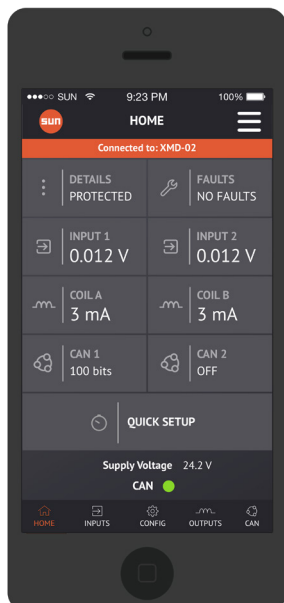 SUN 9:23 PM 100%
sun HOME
Connected to: XMD-02
DETAILS FAULTS
PROTECTED NO FAULTS
INPUT 1 INPUT 2
0.012 V 0.012 V
COIL A COIL B
3 mA 3 mA
CAN 1 CAN 2
100 bits OFF
QUICK SETUP
Supply Voltage 24.2 V
CAN
HOME INPUTS CONFIG OUTPUTS CAN